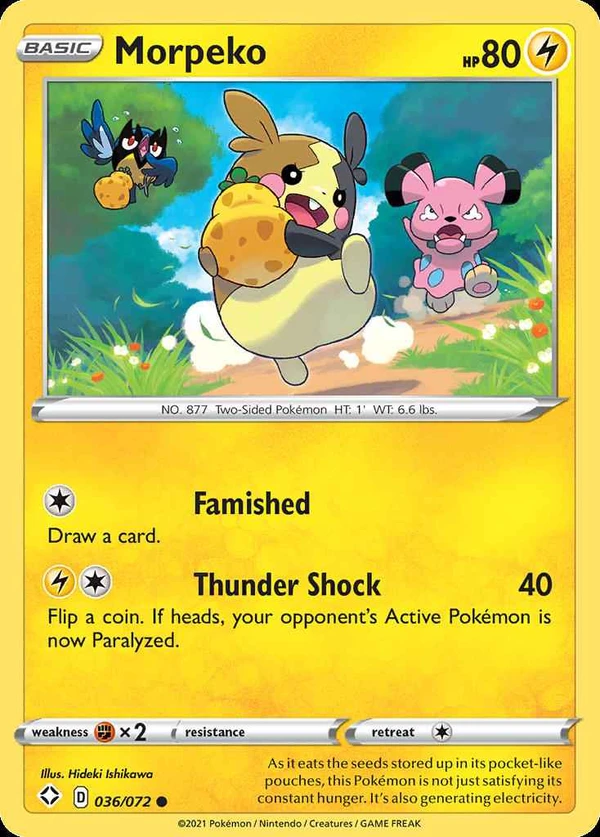 BASIC Morpeko HP 80
NO. 877 Two-Sided Pokémon HT: 1' WT: 6.6 lbs.
Famished
Draw a card.
Thunder Shock 40
Flip a coin. If heads, your opponent's Active Pokémon is
now Paralyzed.
weakness ×2 resistance retreat
Illus. Hideki Ishikawa
D 036/072
As it eats the seeds stored up in its pocket-like
pouches, this Pokémon is not just satisfying its
constant hunger. It's also generating electricity.
©2021 Pokémon / Nintendo / Creatures / GAME FREAK